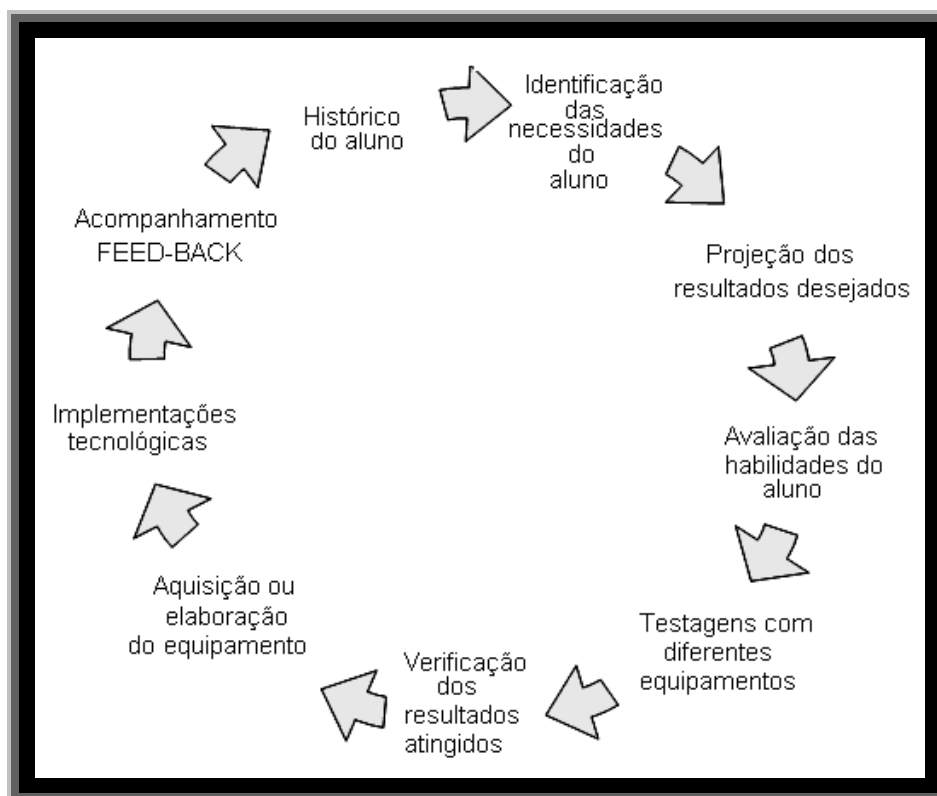 Histórico
do aluno
Identificação
das
necessidades
do
aluno
Projeção dos
resultados desejados
Avaliação das
habilidades do
aluno
Testagens com
diferentes
equipamentos
Verificação
dos
resultados
atingidos
Aquisição ou
elaboração
do equipamento
Implementações
tecnológicas
Acompanhamento
FEED-BACK